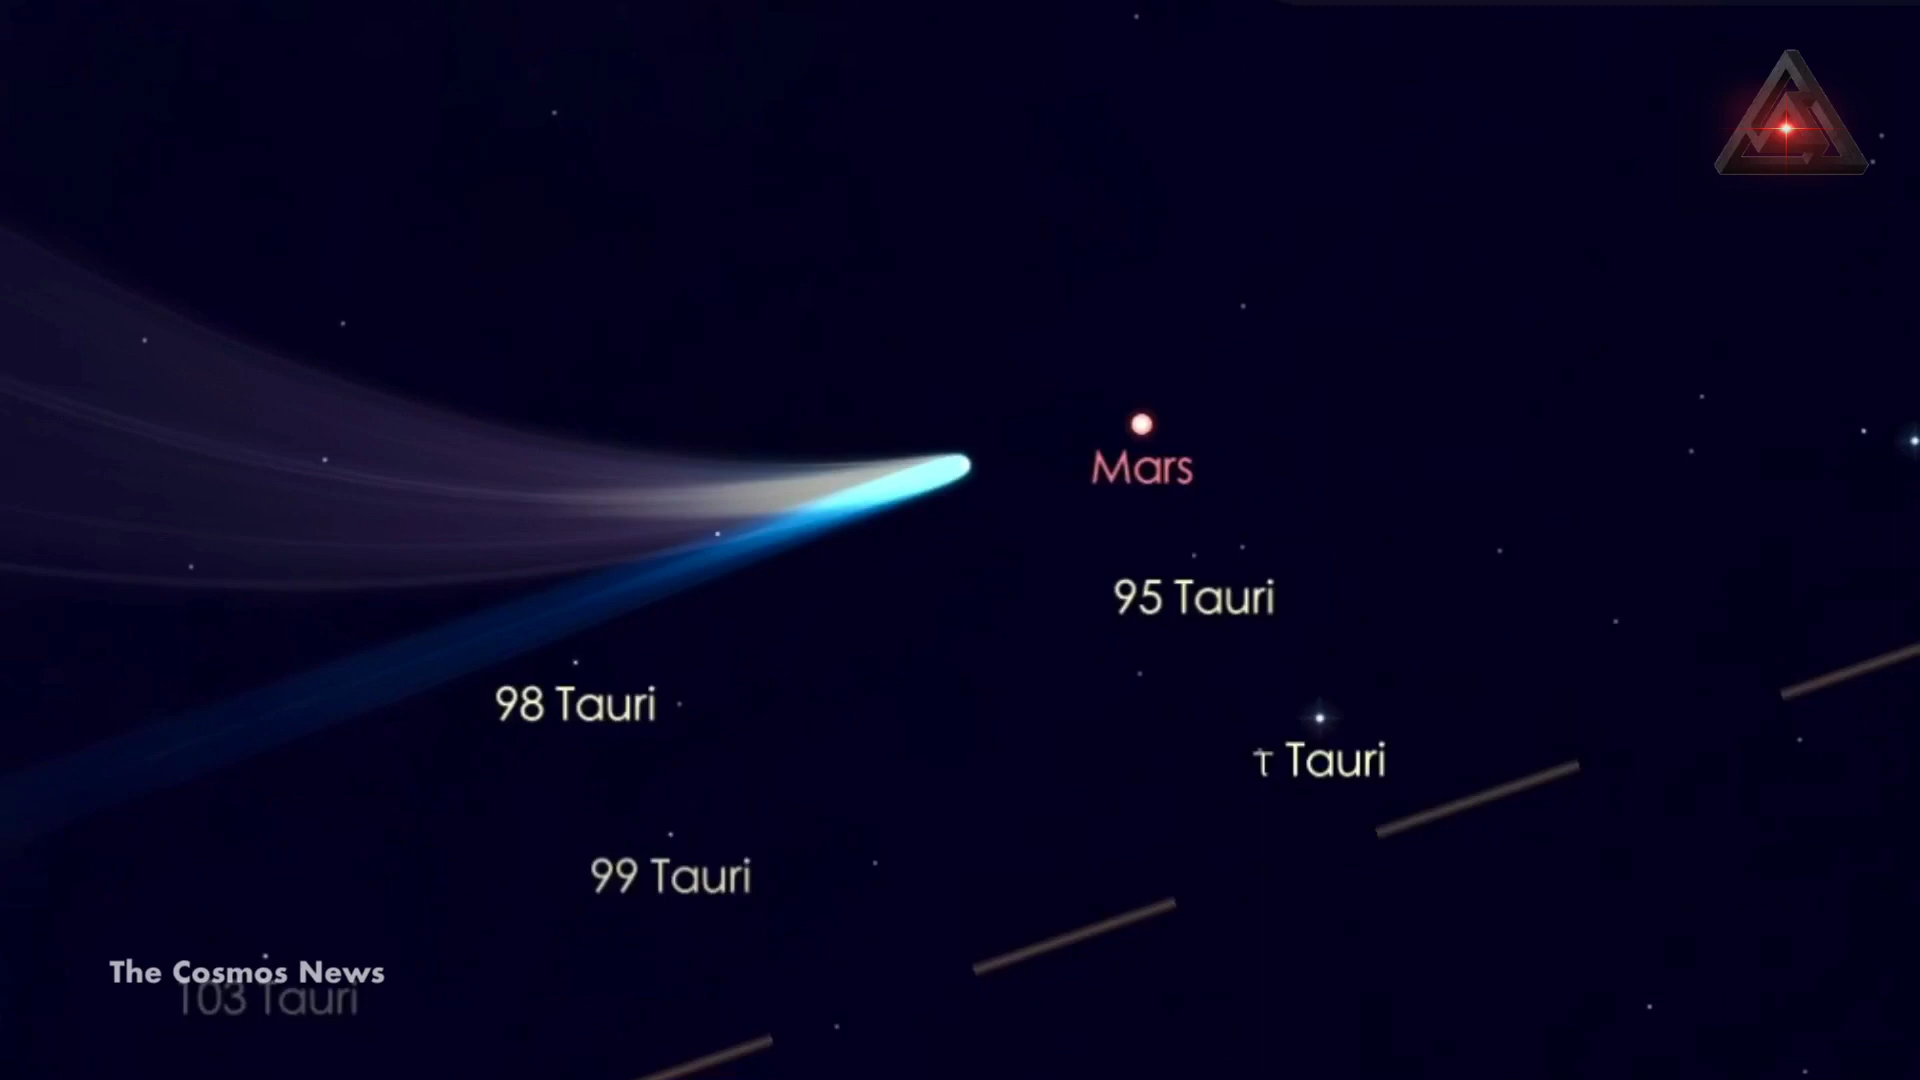 Mars
95 Tauri
98 Tauri
τ Tauri
99 Tauri
The Cosmos News
103 Tauri